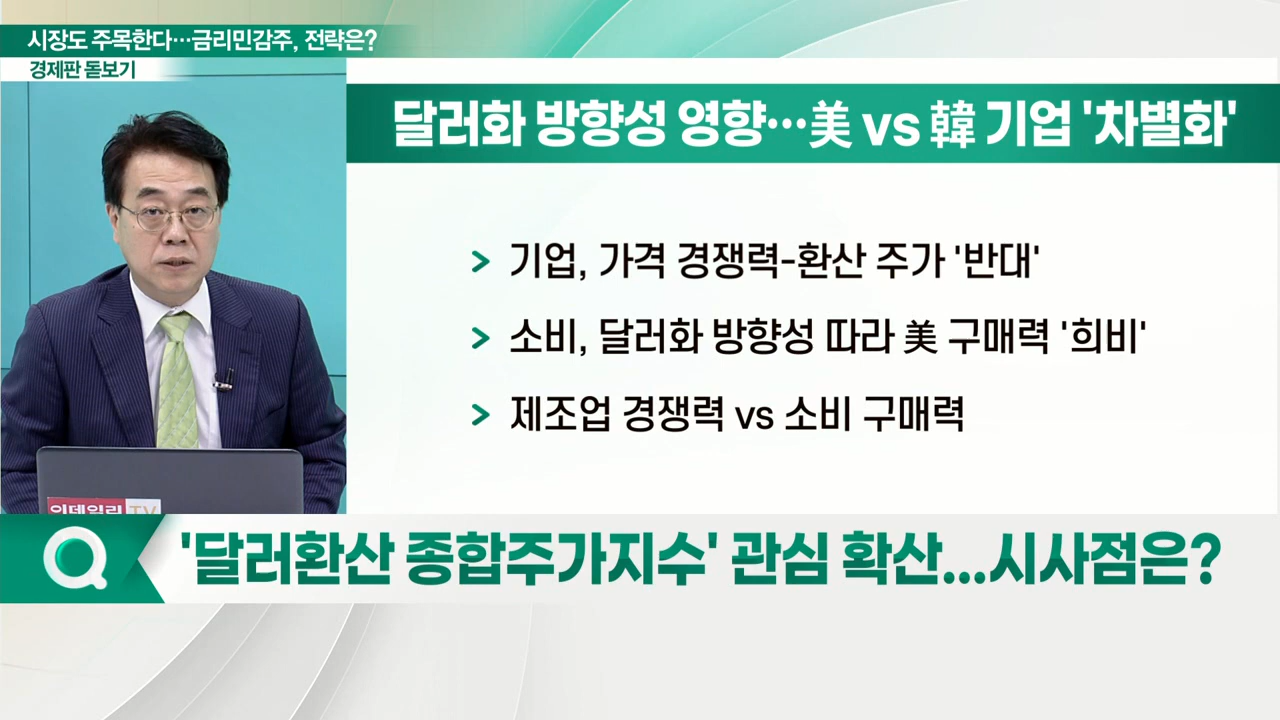 시장도 주목한다…금리민감주, 전략은?
경제판 돋보기
달러화 방향성 영향…美 vs 韓 기업 '차별화'
> 기업, 가격 경쟁력-환산 주가 '반대'
> 소비, 달러화 방향성 따라 美 구매력 '희비'
> 제조업 경쟁력 vs 소비 구매력
이데일리 TV
Q '달러환산 종합주가지수' 관심 확산...시사점은?